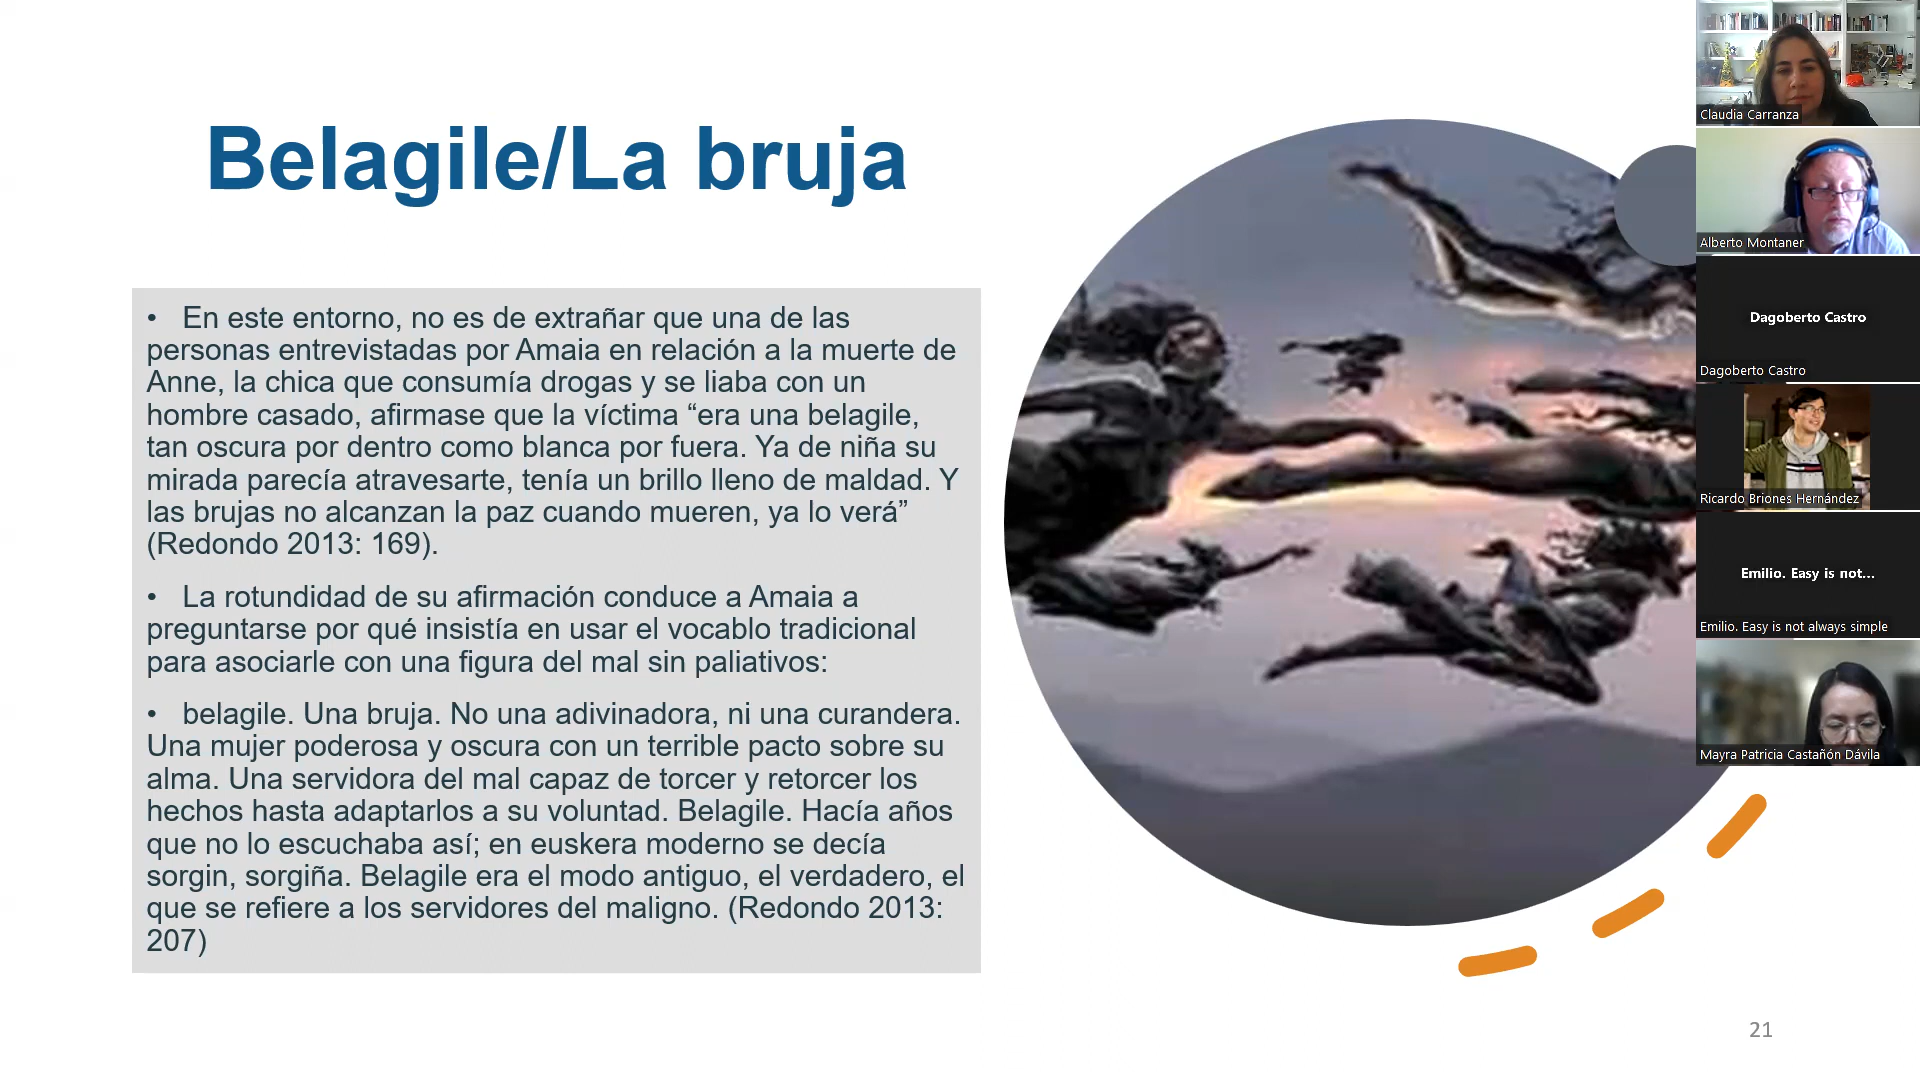 Belagile/La bruja
• En este entorno, no es de extrañar que una de las
personas entrevistadas por Amaia en relación a la muerte de
Anne, la chica que consumía drogas y se liaba con un
hombre casado, afirmase que la víctima “era una belagile,
tan oscura por dentro como blanca por fuera. Ya de niña su
mirada parecía atravesarte, tenía un brillo lleno de maldad. Y
las brujas no alcanzan la paz cuando mueren, ya lo verá”
(Redondo 2013: 169).
• La rotundidad de su afirmación conduce a Amaia a
preguntarse por qué insistía en usar el vocablo tradicional
para asociarle con una figura del mal sin paliativos:
• belagile. Una bruja. No una adivinadora, ni una curandera.
Una mujer poderosa y oscura con un terrible pacto sobre su
alma. Una servidora del mal capaz de torcer y retorcer los
hechos hasta adaptarlos a su voluntad. Belagile. Hacía años
que no lo escuchaba así; en euskera moderno se decía
sorgin, sorgiña. Belagile era el modo antiguo, el verdadero, el
que se refiere a los servidores del maligno. (Redondo 2013:
207)
Claudia Carranza
Alberto Montaner
Dagoberto Castro
Dagoberto Castro
Ricardo Briones Hernández
Emilio. Easy is not...
Emilio. Easy is not always simple
Mayra Patricia Castañón Dávila
21